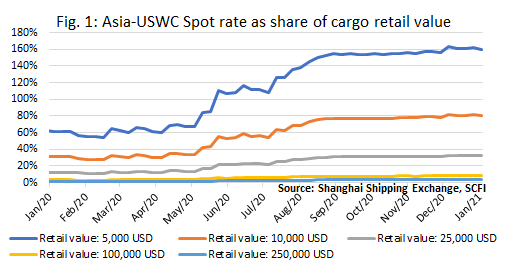 Fig. 1: Asia-USWC Spot rate as share of cargo retail value
180%
160%
140%
120%
100%
80%
60%
40%
20%
0%
Source: Shanghai Shipping Exchange, SCFI
Jan/20 Feb/20 Mar/20 Apr/20 May/20 Jun/20 Jul/20 Aug/20 Sep/20 Oct/20 Nov/20 Dec/20 Jan/21
Retail value: 5,000 USD Retail value: 10,000 USD Retail value: 25,000 USD
Retail value: 100,000 USD Retail value: 250,000 USD